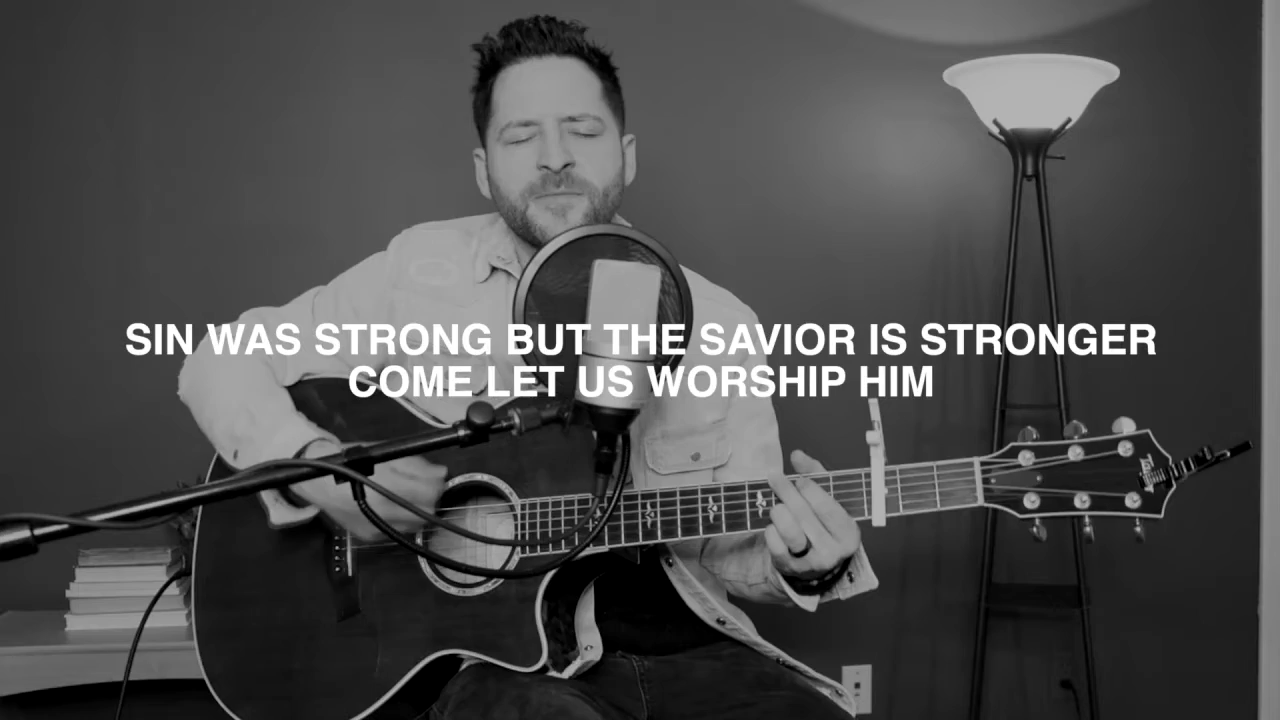 SIN WAS STRONG BUT THE SAVIOR IS STRONGER
COME LET US WORSHIP HIM